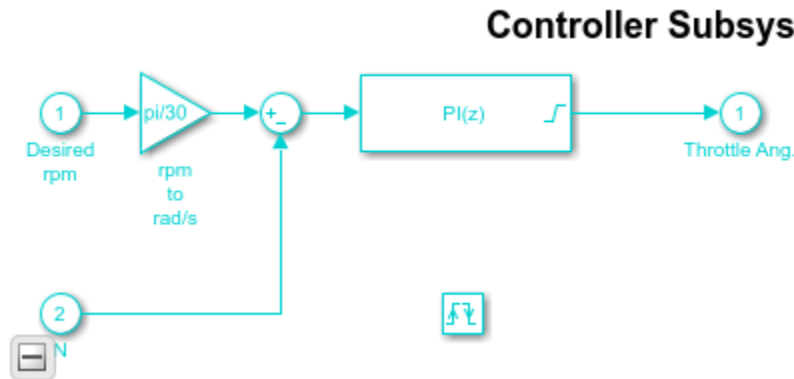 Controller Subsys
1
pi/30
+
_
PI(z)
1
Desired
rpm
Throttle Ang.
rpm
to
rad/s
2
N